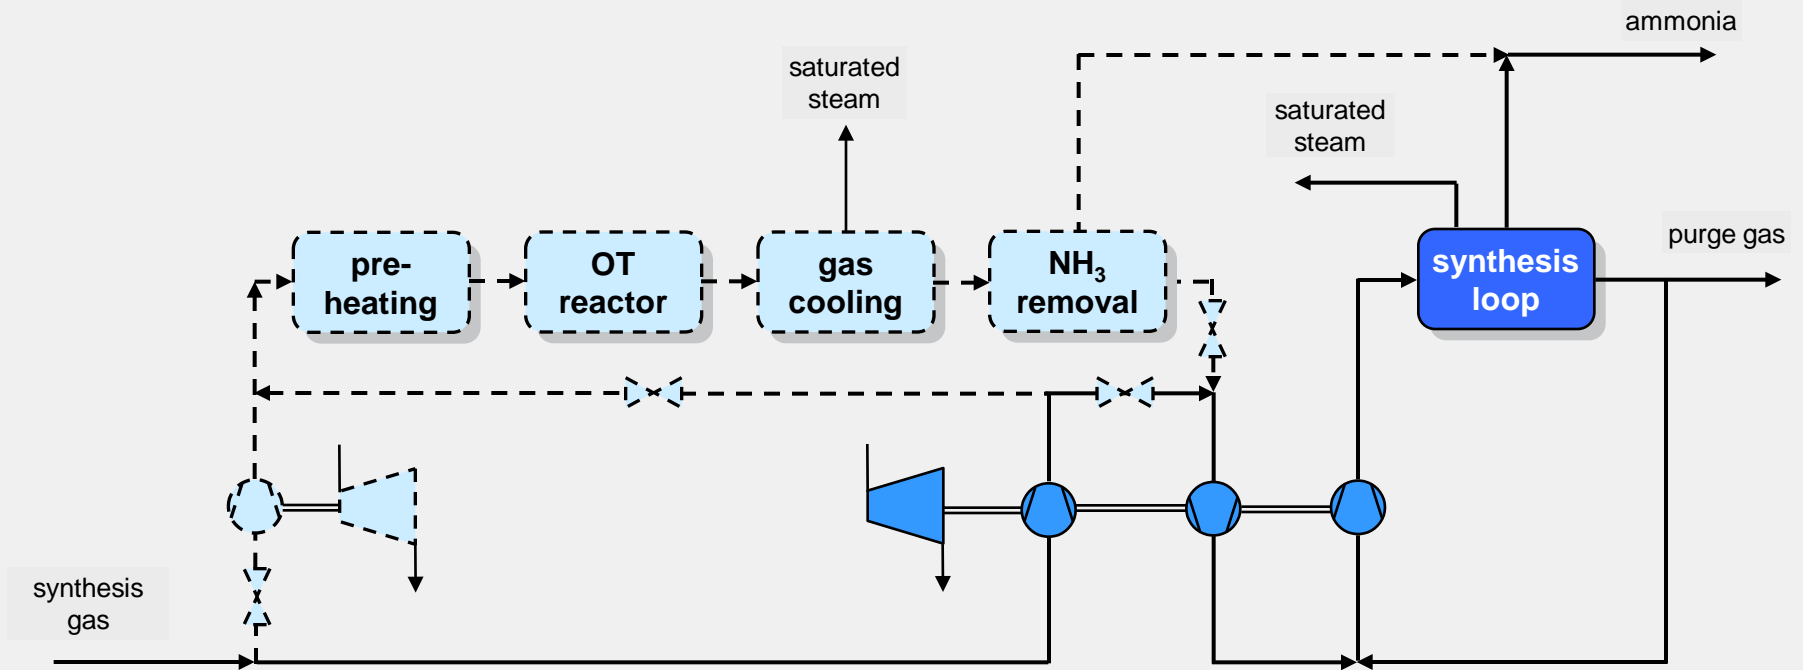 ammonia
saturated
steam
saturated
steam
purge gas
pre-
heating
OT
reactor
gas
cooling
NH₃
removal
synthesis
loop
synthesis
gas